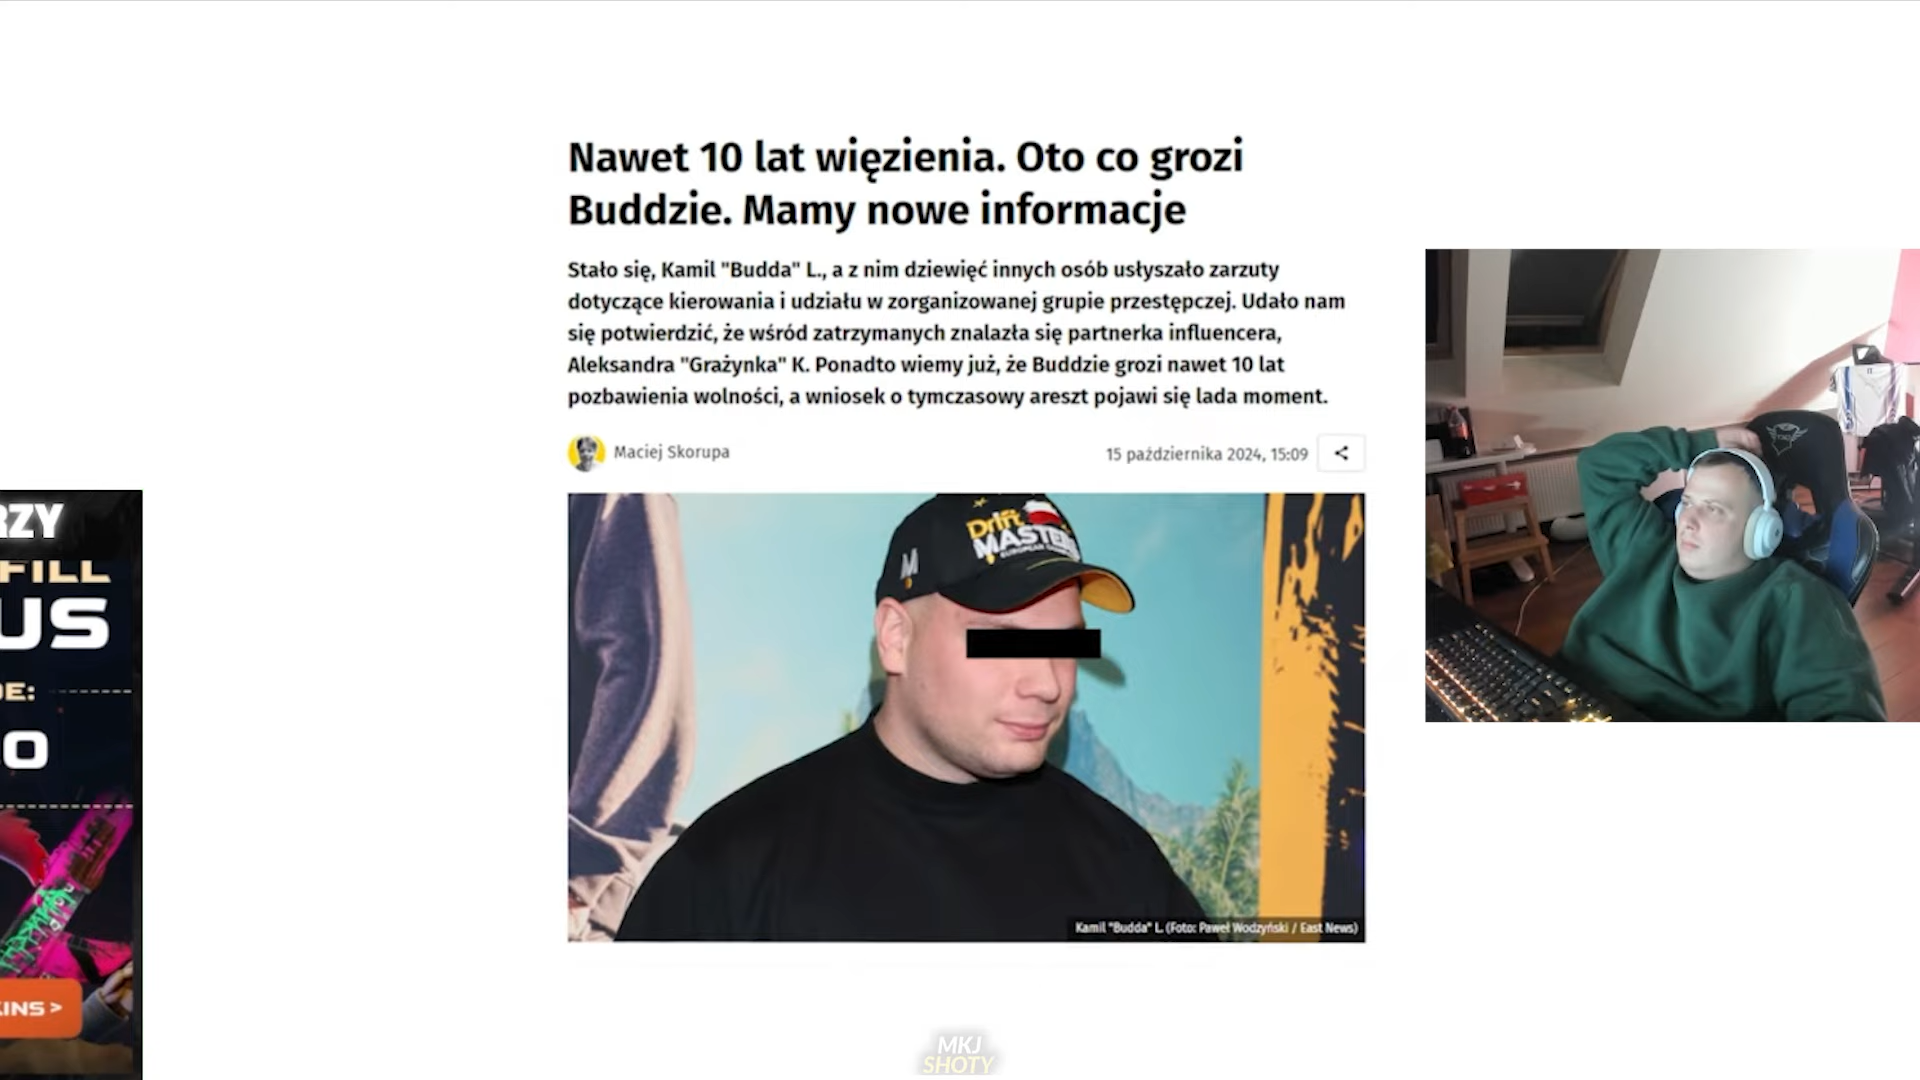 Nawet 10 lat więzienia. Oto co grozi
Buddzie. Mamy nowe informacje
Stało się, Kamil "Budda" L., a z nim dziewięć innych osób usłyszało zarzuty
dotyczące kierowania i udziału w zorganizowanej grupie przestępczej. Udało nam
się potwierdzić, że wśród zatrzymanych znalazła się partnerka influencera,
Aleksandra "Grażynka" K. Ponadto wiemy już, że Buddzie grozi nawet 10 lat
pozbawienia wolności, a wniosek o tymczasowy areszt pojawi się lada moment.
Maciej Skorupa
15 października 2024, 15:09
Drift
MASTERS
M
Kamil "Budda" L. (Foto: Paweł Wodzyński / East News)
RZY
FILL
US
DE:
O
KINS >
MKJ
SHOTY